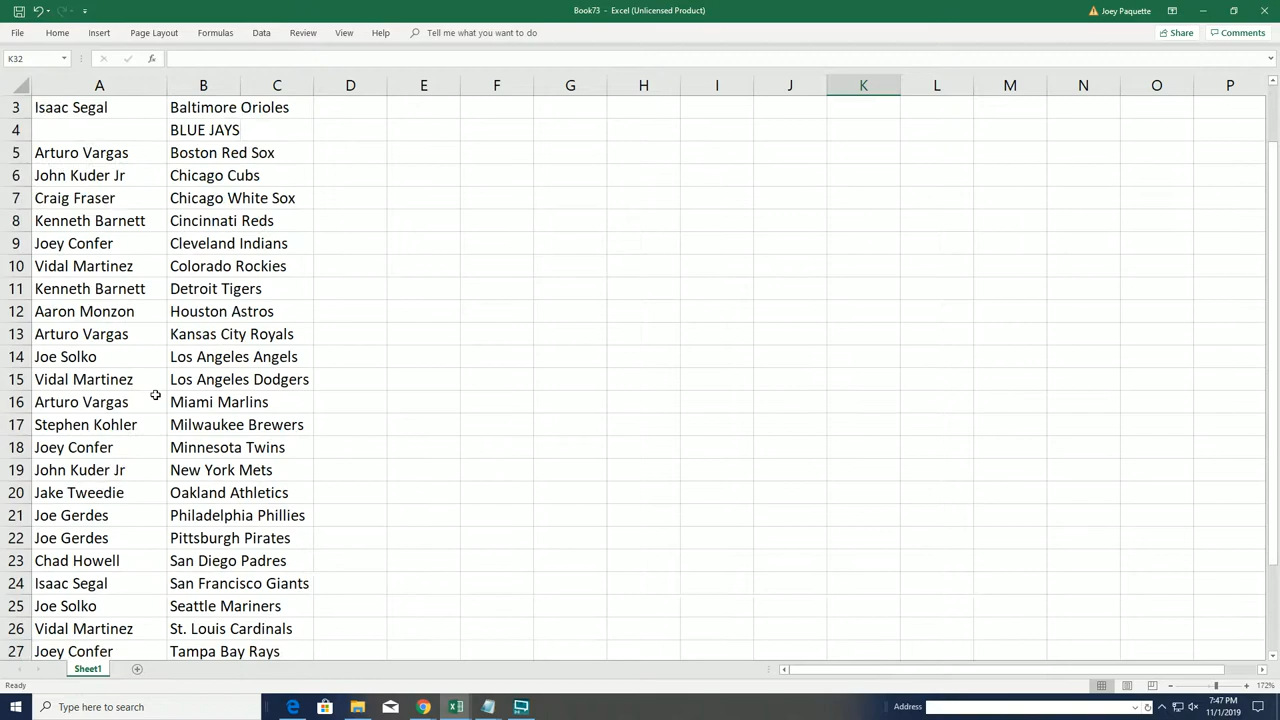 Book73 - Excel (Unlicensed Product)
Joey Paquette
File Home Insert Page Layout Formulas Data Review View Help Tell me what you want to do
Share Comments
K32 fx
A B C D E F G H I J K L M N O P
3 Isaac Segal Baltimore Orioles
4 BLUE JAYS
5 Arturo Vargas Boston Red Sox
6 John Kuder Jr Chicago Cubs
7 Craig Fraser Chicago White Sox
8 Kenneth Barnett Cincinnati Reds
9 Joey Confer Cleveland Indians
10 Vidal Martinez Colorado Rockies
11 Kenneth Barnett Detroit Tigers
12 Aaron Monzon Houston Astros
13 Arturo Vargas Kansas City Royals
14 Joe Solko Los Angeles Angels
15 Vidal Martinez Los Angeles Dodgers
16 Arturo Vargas Miami Marlins
17 Stephen Kohler Milwaukee Brewers
18 Joey Confer Minnesota Twins
19 John Kuder Jr New York Mets
20 Jake Tweedie Oakland Athletics
21 Joe Gerdes Philadelphia Phillies
22 Joe Gerdes Pittsburgh Pirates
23 Chad Howell San Diego Padres
24 Isaac Segal San Francisco Giants
25 Joe Solko Seattle Mariners
26 Vidal Martinez St. Louis Cardinals
27 Joey Confer Tampa Bay Rays
Sheet1
Ready 172%
Type here to search Address 7:47 PM
11/1/2019